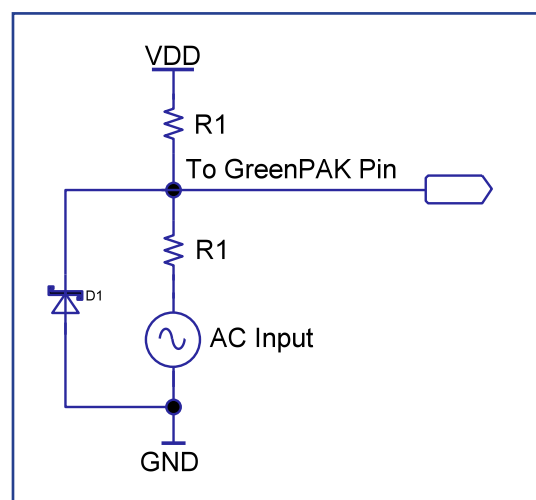 VDD
R1
To GreenPAK Pin
R1
D1
AC Input
GND